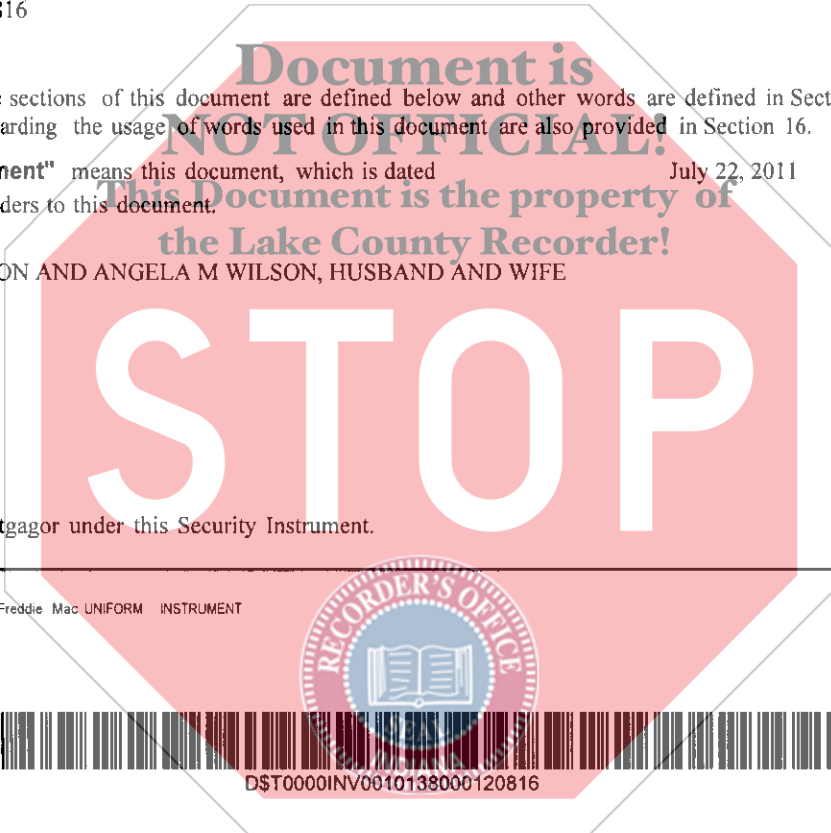 816
Document is
sections of this document are defined below and other words are defined in Sect
arding the usage of words used in this document are also provided in Section 16.
NOT OFFICIAL!
ment" means this document, which is dated July 22, 2011
This Document is the property of
ders to this document.
the Lake County Recorder!
ON AND ANGELA M WILSON, HUSBAND AND WIFE
STOP
tgagor under this Security Instrument.
RECORDER'S OFFICE
Freddie Mac UNIFORM INSTRUMENT
SEAL
INDIANA
D$T0000INV0010138000120816